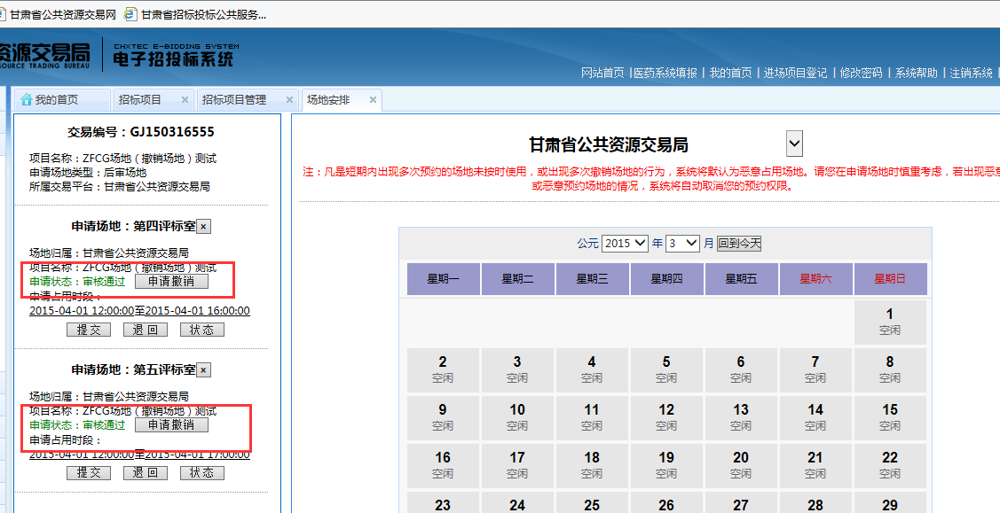 甘肃省公共资源交易网 甘肃省招标投标公共服务...
资源交易局 CHXTEC E-BIDDING SYSTEM
SOURCE TRADING BUREAU 电子招投标系统
网站首页 | 医药系统填报 | 我的首页 | 进场项目登记 | 修改密码 | 系统帮助 | 注销系统 |
我的首页 招标项目 × 招标项目管理 × 场地安排 ×
交易编号：GJ150316555
项目名称：ZFCG场地（撤销场地）测试
申请场地类型：后审场地
所属交易平台：甘肃省公共资源交易局
申请场地：第四评标室 ×
场地归属：甘肃省公共资源交易局
项目名称：ZFCG场地（撤销场地）测试
申请状态：审核通过 申请撤销
申请占用时段：
2015-04-01 12:00:00至2015-04-01 16:00:00
提 交 退 回 状 态
申请场地：第五评标室 ×
场地归属：甘肃省公共资源交易局
项目名称：ZFCG场地（撤销场地）测试
申请状态：审核通过 申请撤销
申请占用时段：
2015-04-01 12:00:00至2015-04-01 17:00:00
提 交 退 回 状 态
甘肃省公共资源交易局
注：凡是短期内出现多次预约的场地未按时使用，或出现多次撤销场地的行为，系统将默认为恶意占用场地。请您在申请场地时慎重考虑，若出现恶意
或恶意预约场地的情况，系统将自动取消您的预约权限。
公元 2015 年 3 月 回到今天
星期一 星期二 星期三 星期四 星期五 星期六 星期日
1
空闲
2 3 4 5 6 7 8
空闲 空闲 空闲 空闲 空闲 空闲 空闲
9 10 11 12 13 14 15
空闲 空闲 空闲 空闲 空闲 空闲 空闲
16 17 18 19 20 21 22
空闲 空闲 空闲 空闲 空闲 空闲 空闲
23 24 25 26 27 28 29